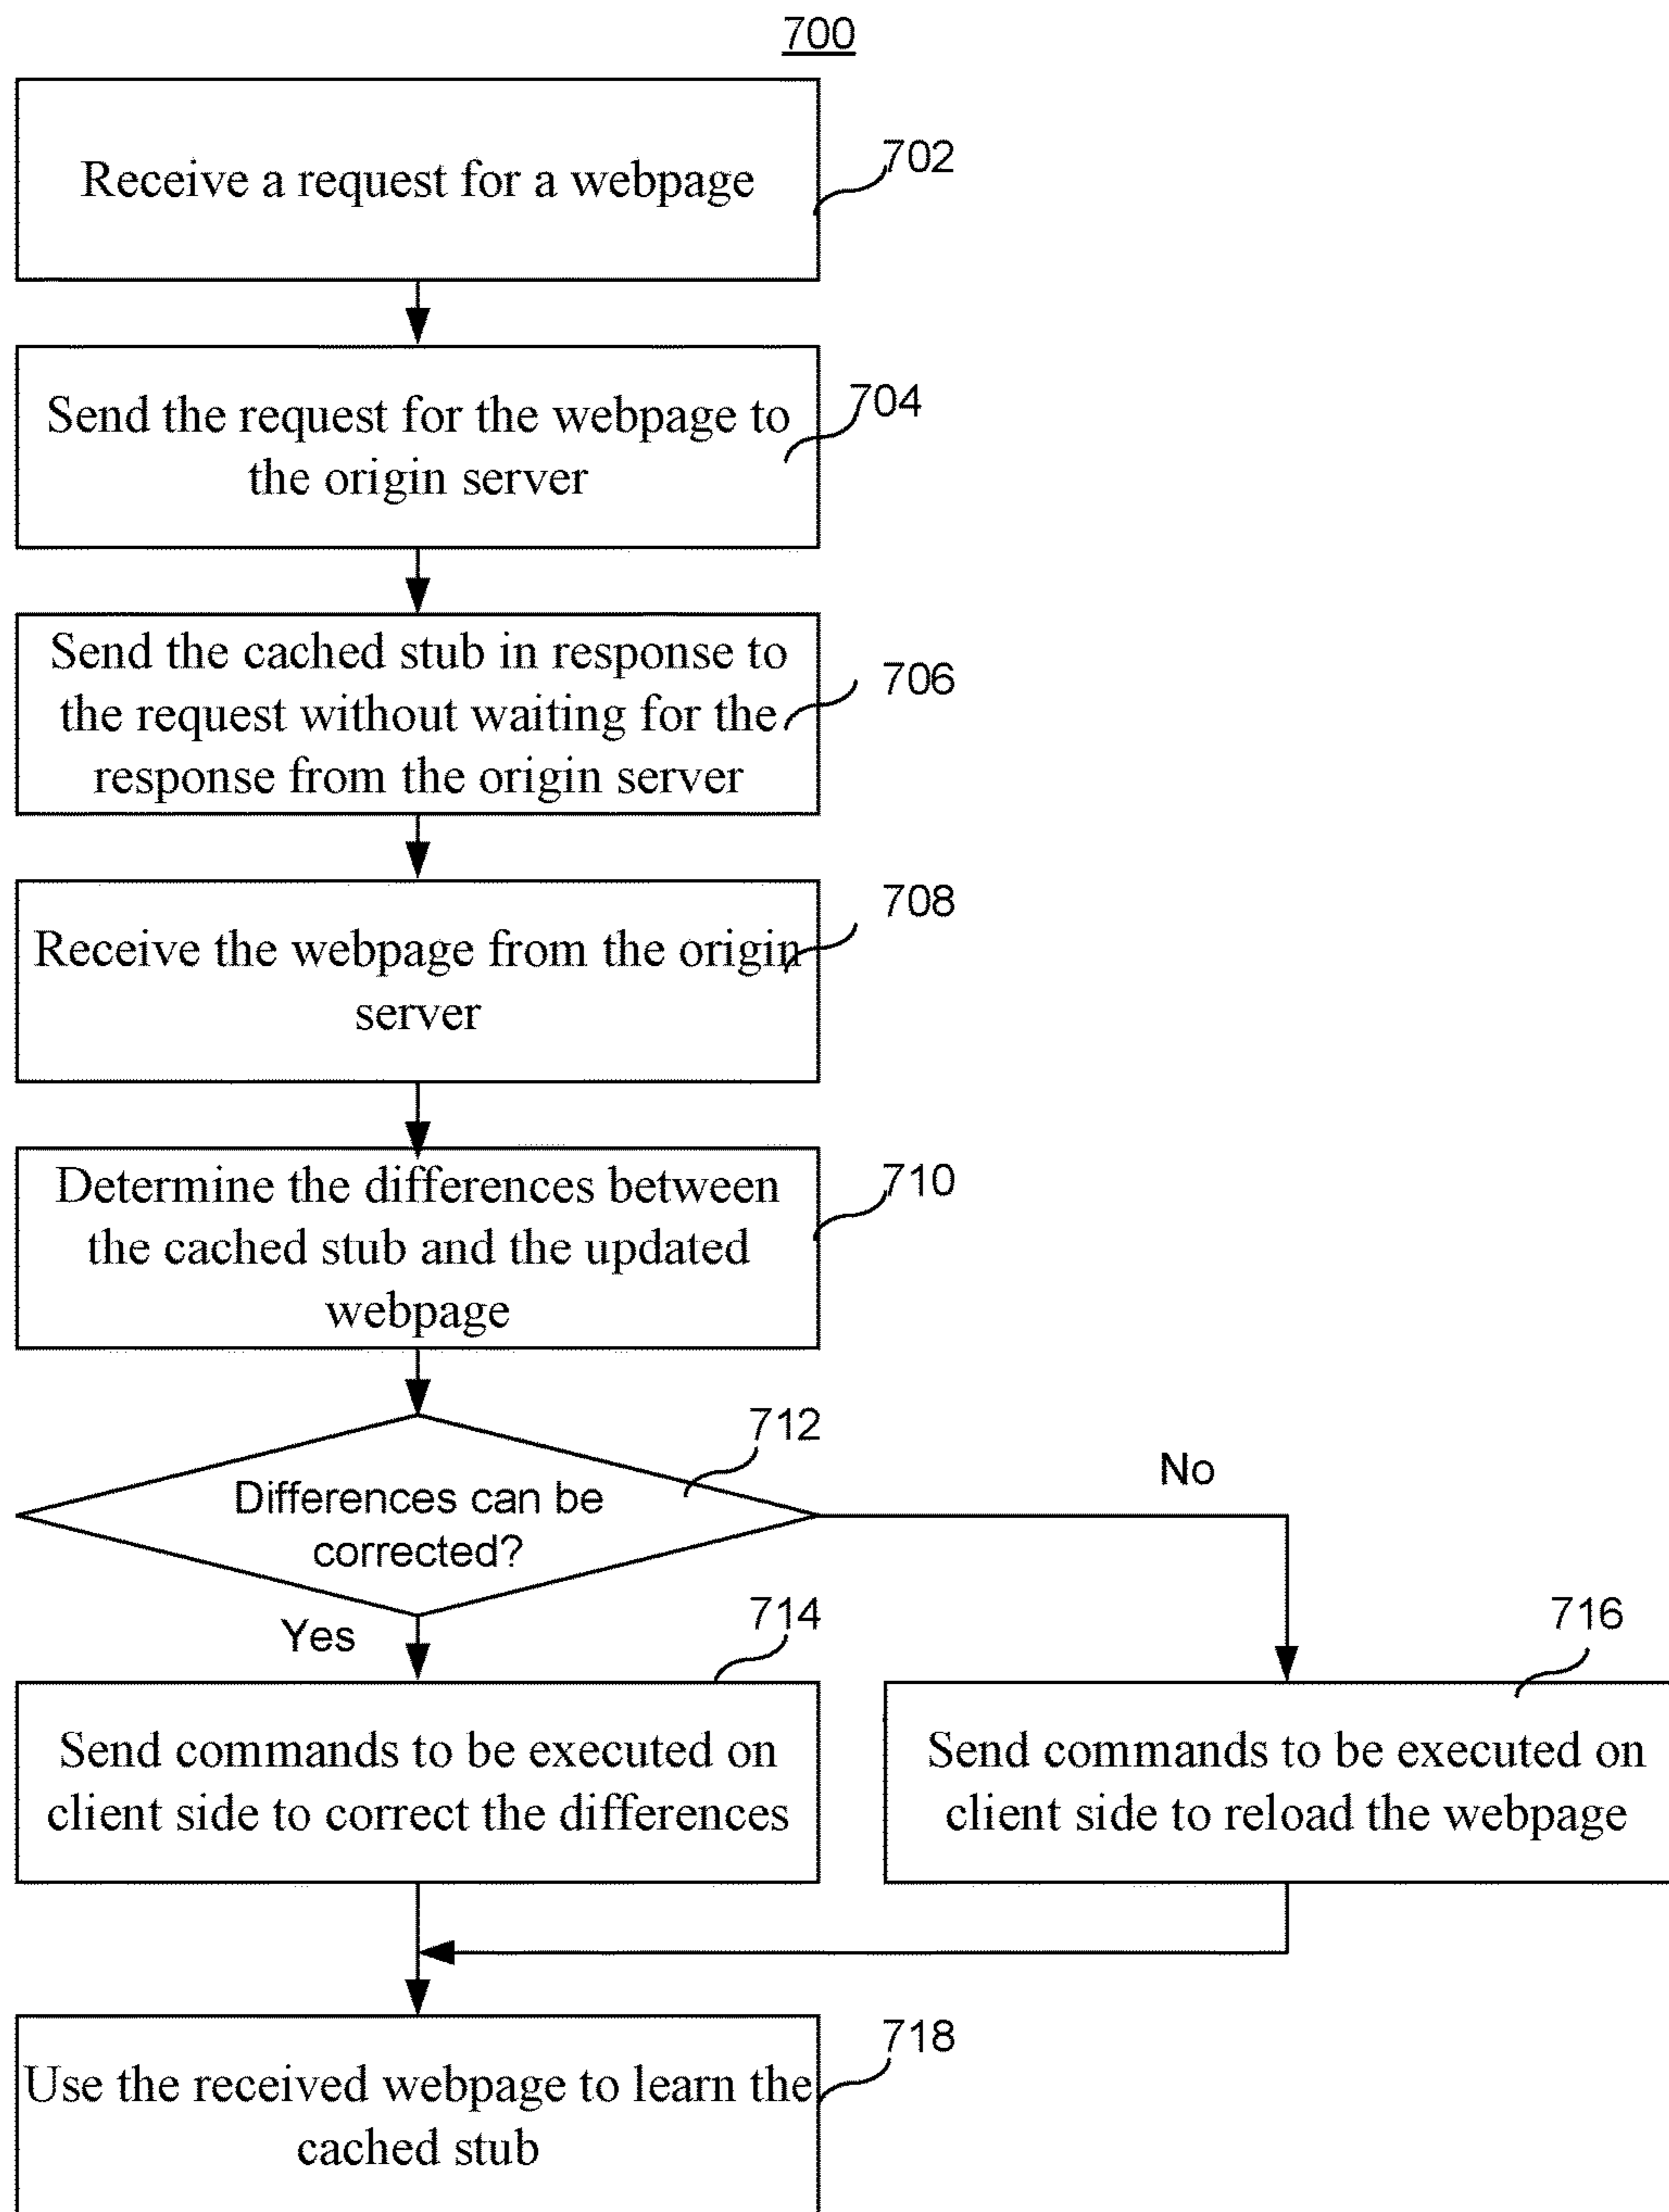 700
Receive a request for a webpage
702
Send the request for the webpage to
the origin server
704
Send the cached stub in response to
the request without waiting for the
response from the origin server
706
Receive the webpage from the origin
server
708
Determine the differences between
the cached stub and the updated
webpage
710
Differences can be
corrected?
712
No
Yes
714
Send commands to be executed on
client side to correct the differences
716
Send commands to be executed on
client side to reload the webpage
Use the received webpage to learn the
cached stub
718